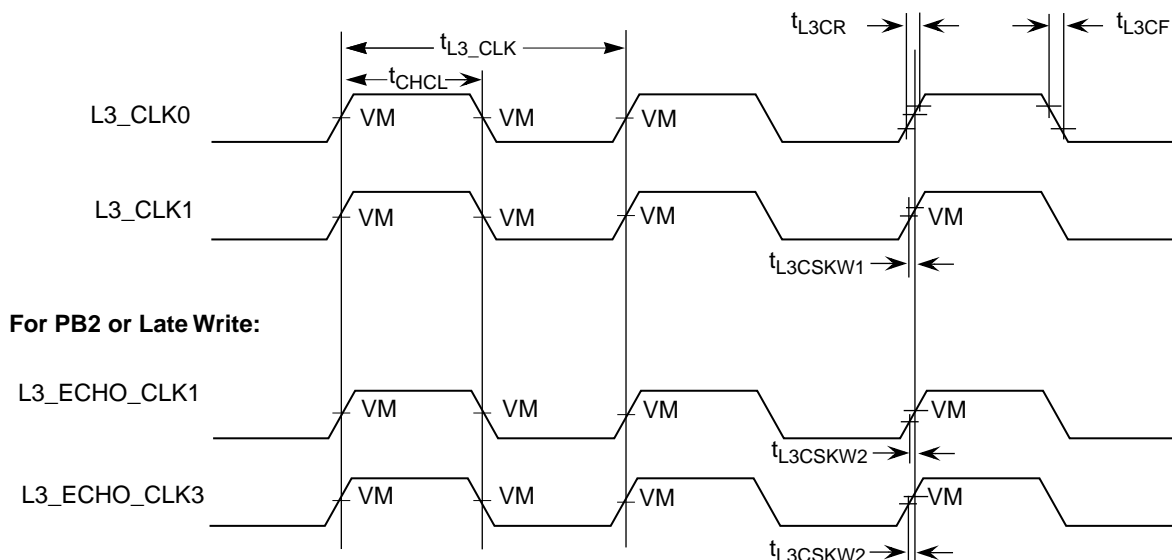 tL3CR
tL3CF
tL3_CLK
tCHCL
L3_CLK0
VM
VM
VM
L3_CLK1
VM
VM
VM
VM
tL3CSKW1
For PB2 or Late Write:
L3_ECHO_CLK1
VM
VM
VM
VM
tL3CSKW2
L3_ECHO_CLK3
VM
VM
VM
VM
tL3CSKW2